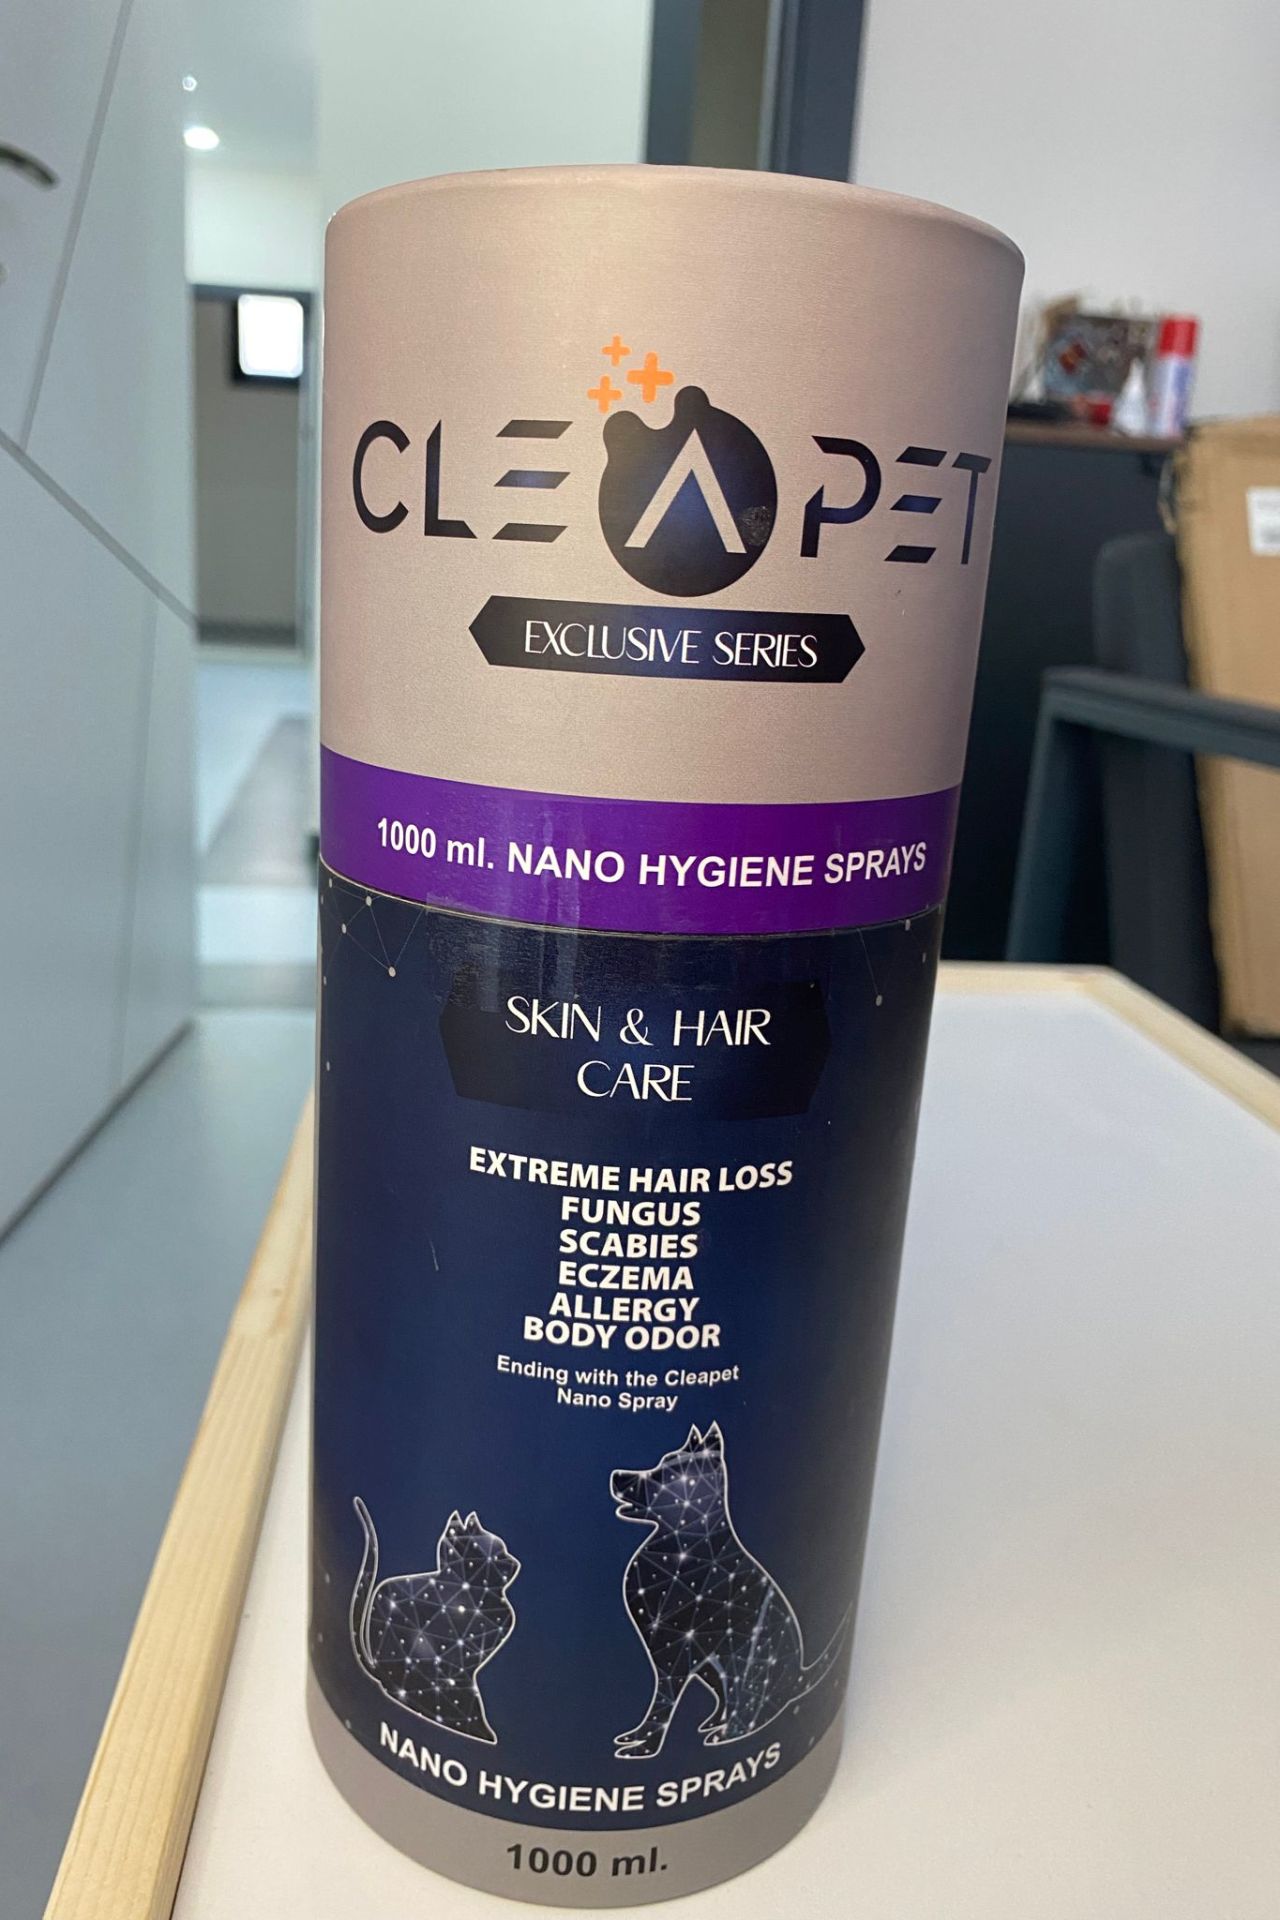 CLEAPET
EXCLUSIVE SERIES
1000 ml. NANO HYGIENE SPRAYS
SKIN & HAIR
CARE
EXTREME HAIR LOSS
FUNGUS
SCABIES
ECZEMA
ALLERGY
BODY ODOR
Ending with the Cleapet
Nano Spray
NANO HYGIENE SPRAYS
1000 ml.